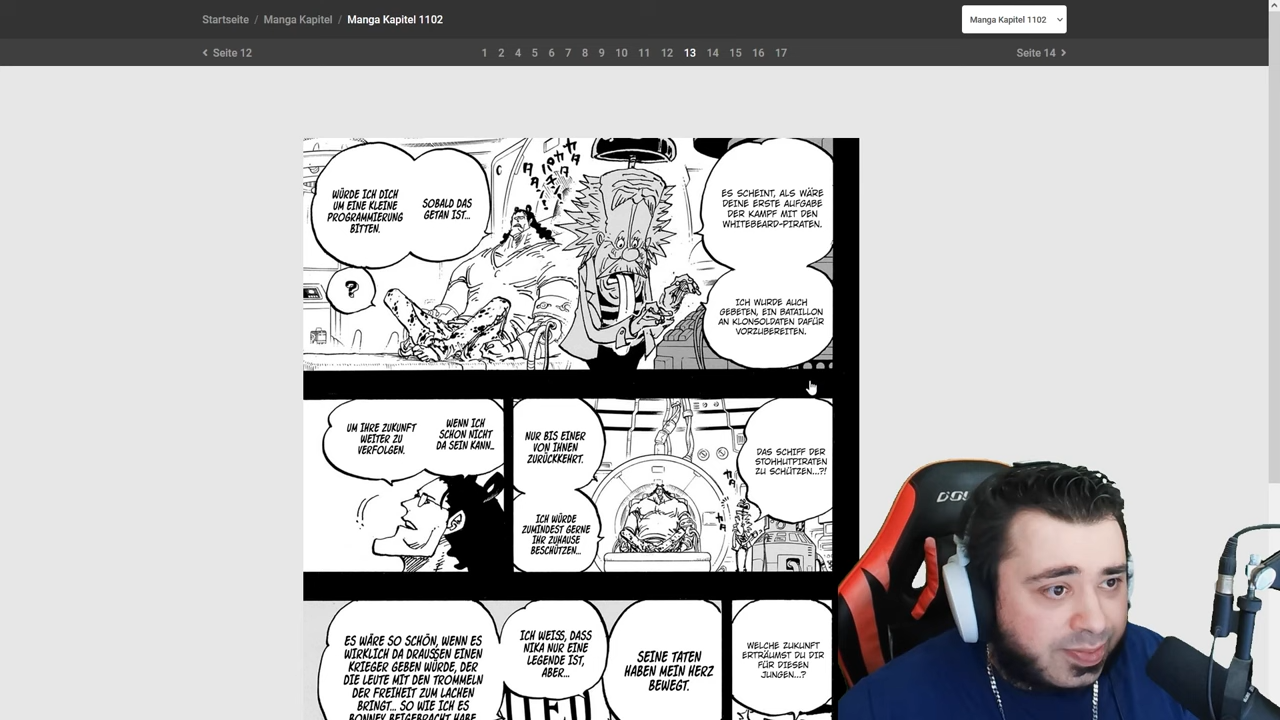 Startseite / Manga Kapitel / Manga Kapitel 1102
Manga Kapitel 1102
Seite 12
1 2 3 4 5 6 7 8 9 10 11 12 13 14 15 16 17
Seite 14
ES SCHEINT, ALS WÄRE
DEINE ERSTE AUFGABE
DER KAMPF MIT DEN
WHITEBEARD-PIRATEN.
ICH WURDE AUCH
GEBETEN, EIN BATAILLON
AN KLONSOLDATEN DAFÜR
VORZUBEREITEN.
SOBALD DAS
GETAN IST...
WÜRDE ICH DICH
UM EINE KLEINE
PROGRAMMIERUNG
BITTEN.
?
DAS SCHIFF DER
STOHHUTPIRATEN
ZU SCHÜTZEN...?!
NUR BIS EINER
VON IHNEN
ZURÜCKKEHRT.
ICH WÜRDE
ZUMINDEST GERNE
IHR ZUHAUSE
BESCHÜTZEN...
WENN ICH
SCHON NICHT
DA SEIN KANN...
UM IHRE ZUKUNFT
WEITER ZU
VERFOLGEN.
WELCHE ZUKUNFT
ERTRÄUMST DU DIR
FÜR DIESEN
JUNGEN...?
SEINE TATEN
HABEN MEIN HERZ
BEWEGT.
ICH WEISS, DASS
NIKA NUR EINE
LEGENDE IST,
ABER...
ES WÄRE SO SCHÖN, WENN ES
WIRKLICH DA DRAUSSEN EINEN
KRIEGER GEBEN WÜRDE, DER
DIE LEUTE MIT DEN TROMMELN
DER FREIHEIT ZUM LACHEN
BRINGT... SO WIE ICH ES
BONNEY BEIGEBRACHT HABE